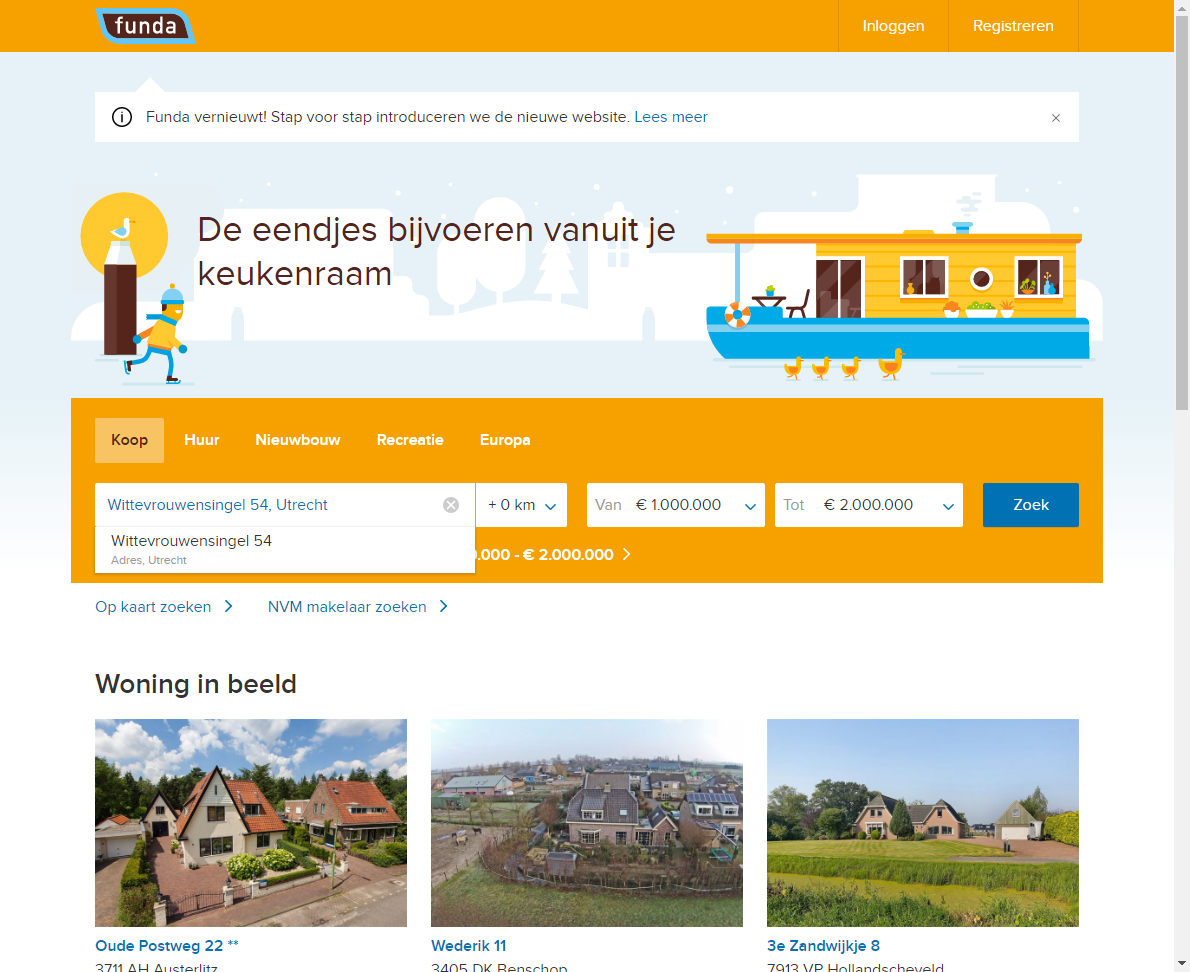 funda
Inloggen
Registreren
Funda vernieuwt! Stap voor stap introduceren we de nieuwe website. Lees meer
De eendjes bijvoeren vanuit je
keukenraam
Koop
Huur
Nieuwbouw
Recreatie
Europa
Wittevrouwensingel 54, Utrecht
+ 0 km
Van € 1.000.000
Tot € 2.000.000
Zoek
Wittevrouwensingel 54
Adres, Utrecht
.000 - € 2.000.000
Op kaart zoeken
NVM makelaar zoeken
Woning in beeld
Oude Postweg 22 **
Wederik 11
3e Zandwijkje 8
3711 AH Austerlitz
3405 DK Benschop
7913 VP Hollandscheveld